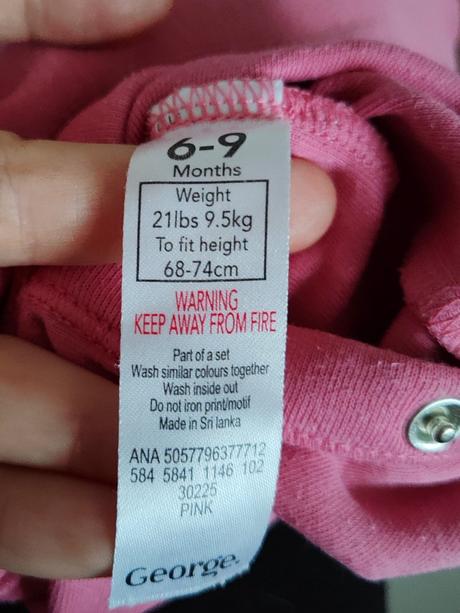 6-9
Months
Weight
21lbs 9.5kg
To fit height
68-74cm
WARNING
KEEP AWAY FROM FIRE
Part of a set
Wash similar colours together
Wash inside out
Do not iron print/motif
Made in Sri lanka
ANA 5057796377712
584 5841 1146 102
30225
PINK
George.